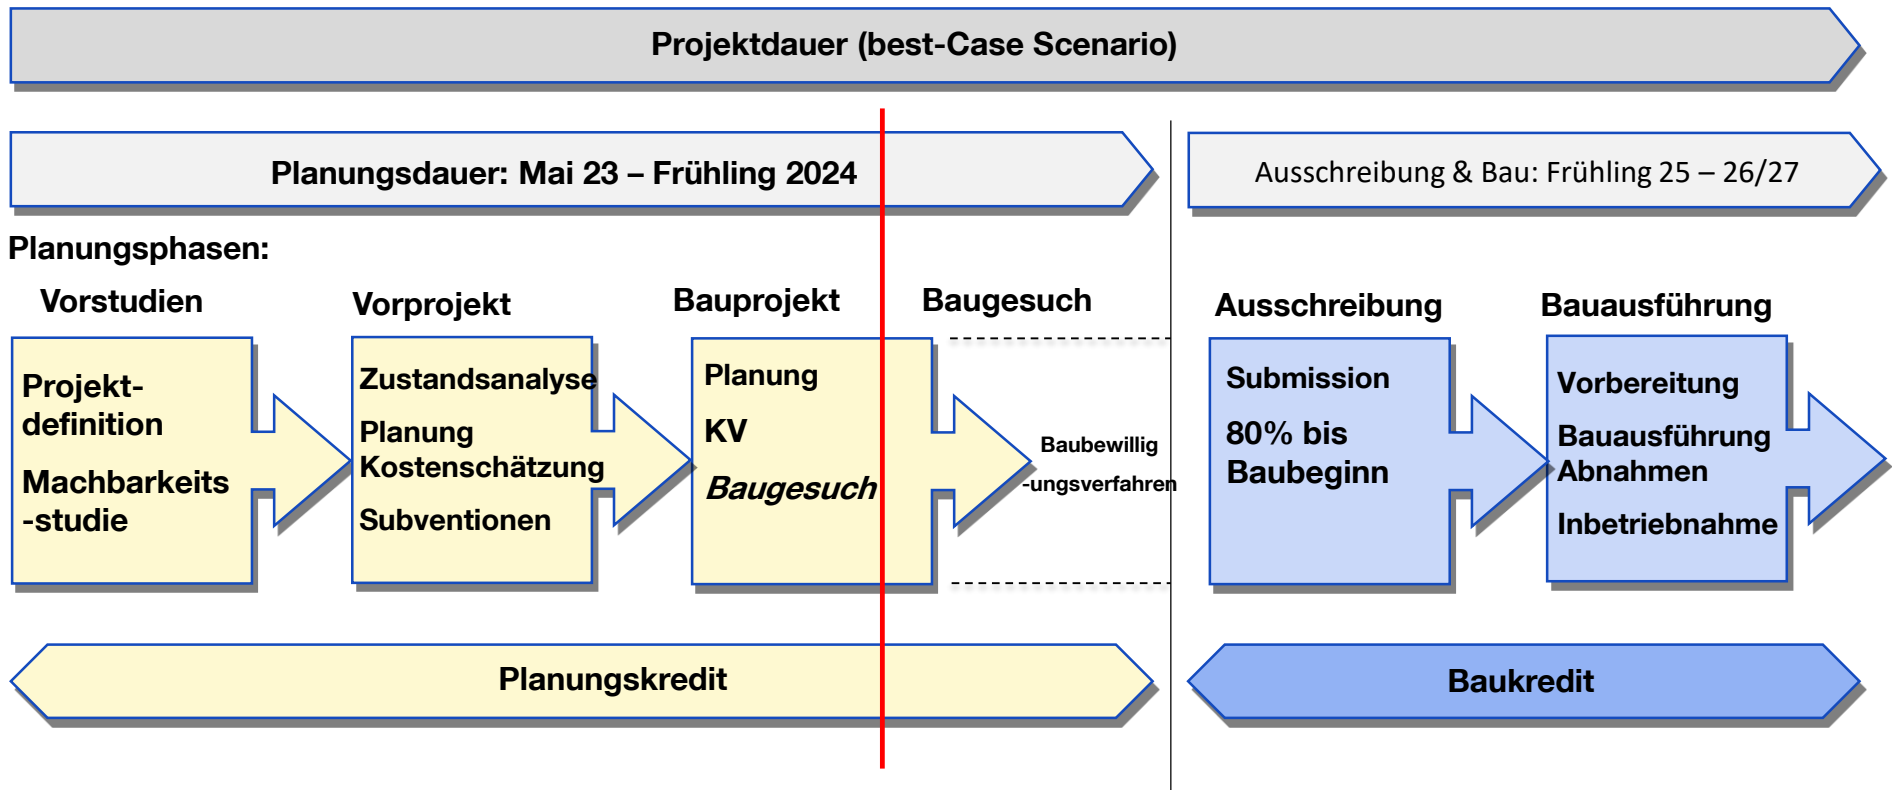 Projektdauer (best-Case Scenario)
Planungsdauer: Mai 23 – Frühling 2024
Ausschreibung & Bau: Frühling 25 – 26/27
Planungsphasen:
Vorstudien
Projekt-
definition
Machbarkeits
-studie
Vorprojekt
Zustandsanalyse
Planung
Kostenschätzung
Subventionen
Bauprojekt
Planung
KV
Baugesuch
Baugesuch
Baubewillig
-ungsverfahren
Ausschreibung
Submission
80% bis
Baubeginn
Bauausführung
Vorbereitung
Bauausführung
Abnahmen
Inbetriebnahme
Planungskredit
Baukredit